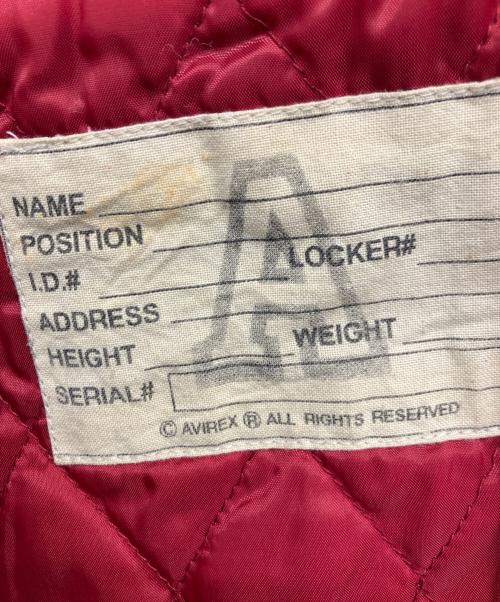 A
NAME
POSITION LOCKER#
I.D.#
ADDRESS
HEIGHT WEIGHT
SERIAL#
© AVIREX ® ALL RIGHTS RESERVED